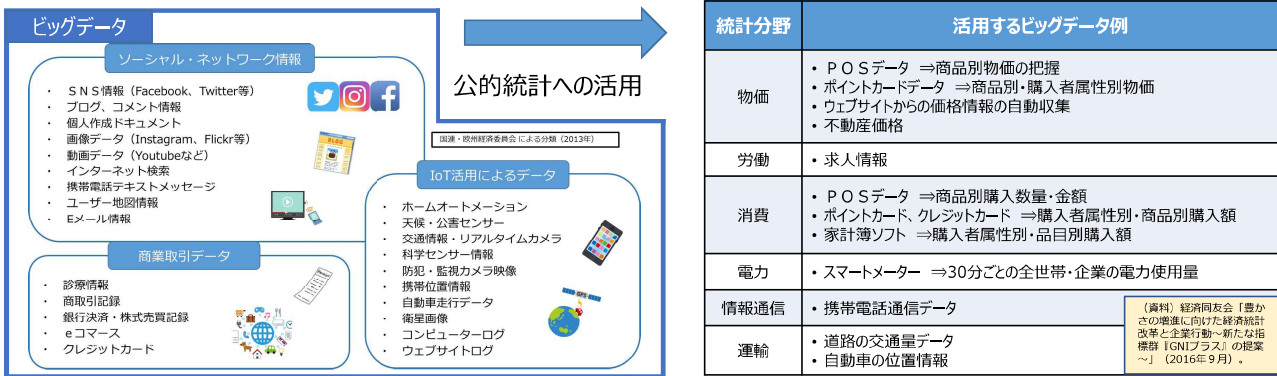 ビッグデータ
ソーシャル・ネットワーク情報
・ ＳＮＳ情報（Facebook、Twitter等）
・ ブログ、コメント情報
・ 個人作成ドキュメント
・ 画像データ（Instagram、Flickr等）
・ 動画データ（Youtubeなど）
・ インターネット検索
・ 携帯電話テキストメッセージ
・ ユーザー地図情報
・ Eメール情報
BLOG
商業取引データ
・ 診療情報
・ 商取引記録
・ 銀行決済・株式売買記録
・ ｅコマース
・ クレジットカード
公的統計への活用
国連・欧州経済委員会 による分類（2013年）
IoT活用によるデータ
・ ホームオートメーション
・ 天候・公害センサー
・ 交通情報・リアルタイムカメラ
・ 科学センサー情報
・ 防犯・監視カメラ映像
・ 携帯位置情報
・ 自動車走行データ
・ 衛星画像
・ コンピューターログ
・ ウェブサイトログ
GPS
統計分野 活用するビッグデータ例
物価
・ ＰＯＳデータ ⇒商品別物価の把握
・ ポイントカードデータ ⇒商品別・購入者属性別物価
・ ウェブサイトからの価格情報の自動収集
・ 不動産価格
労働 ・ 求人情報
消費
・ ＰＯＳデータ ⇒商品別購入数量・金額
・ ポイントカード、クレジットカード ⇒購入者属性別・商品別購入額
・ 家計簿ソフト ⇒購入者属性別・品目別購入額
電力 ・ スマートメーター ⇒30分ごとの全世帯・企業の電力使用量
情報通信 ・ 携帯電話通信データ
運輸
・ 道路の交通量データ
・ 自動車の位置情報
（資料）経済同友会「豊か
さの増進に向けた経済統計
改革と企業行動～新たな指
標群『GNIプラス』の提案
～」（2016年９月）。